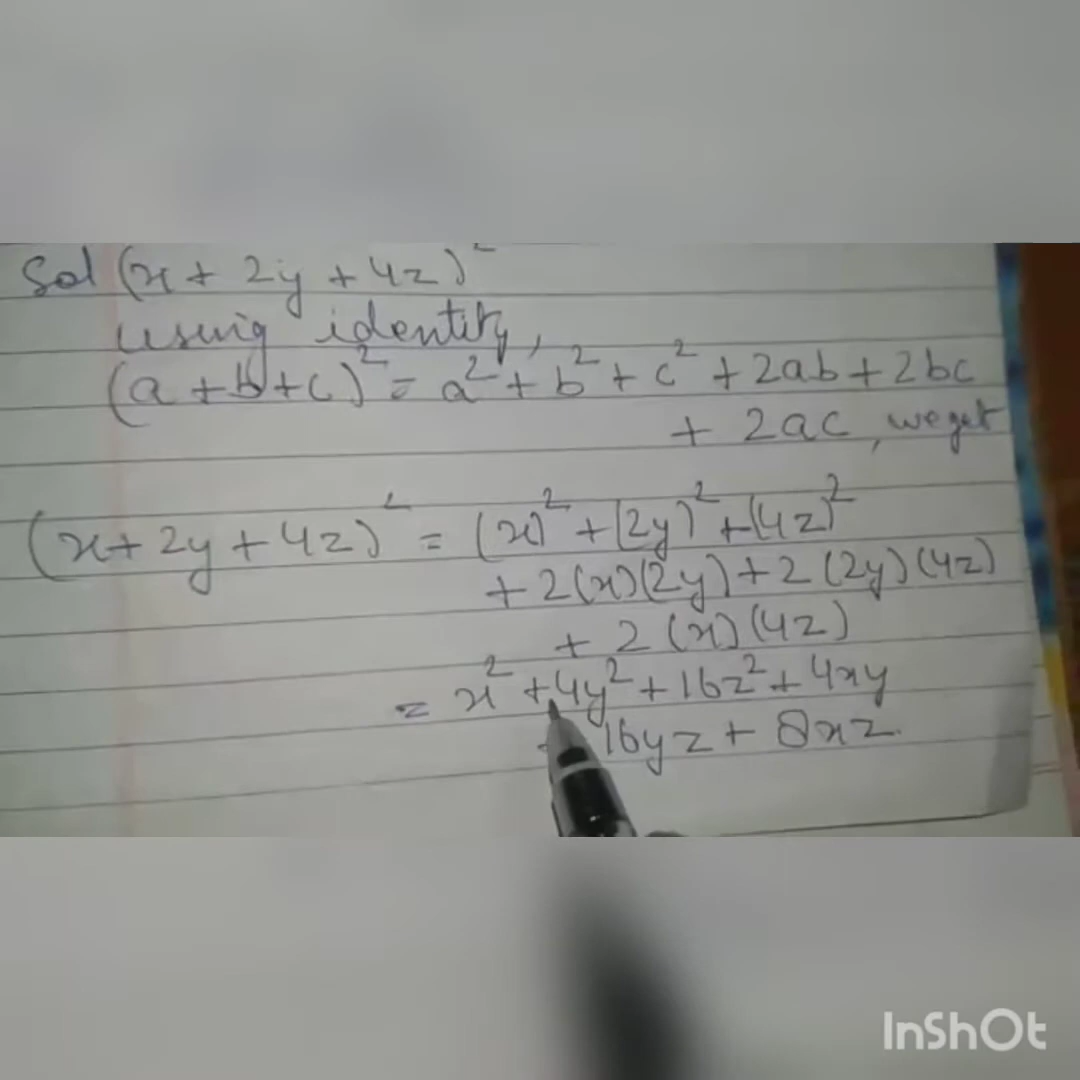 Sol (x + 2y + 4z)²
using identity,
(a + b + c)² = a² + b² + c² + 2ab + 2bc
+ 2ac, we get
(x + 2y + 4z)² = (x)² + (2y)² + (4z)²
+ 2(x)(2y) + 2(2y)(4z)
+ 2(x)(4z)
= x² + 4y² + 16z² + 4xy
16yz + 8xz.
InShOt